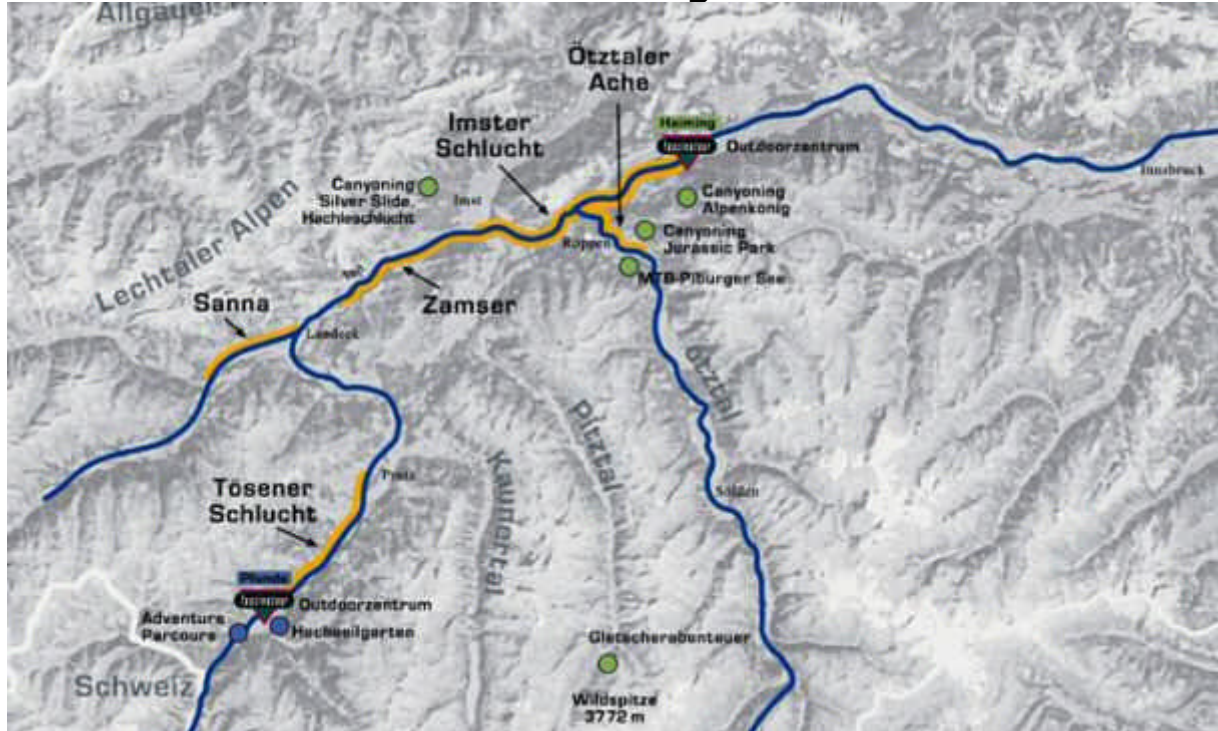 Allgäuer
Ötztaler
Ache
Imster
Schlucht
Haiming
Outdoorzentrum
Innsbruck
Canyoning
Silver Slide,
Hachleschlucht
Imst
Canyoning
Alpenkönig
Roppen
Canyoning
Jurassic Park
MTB-Piburger See
Lechtaler Alpen
Inn
Sanna
Zamser
Landeck
Ötztal
Pitztal
Kaunertal
Prutz
Sölden
Tösener
Schlucht
Pfunds
Outdoorzentrum
Adventure
Parcours
Hochseilgarten
Gletscherabenteuer
Schweiz
Wildspitze
3772 m